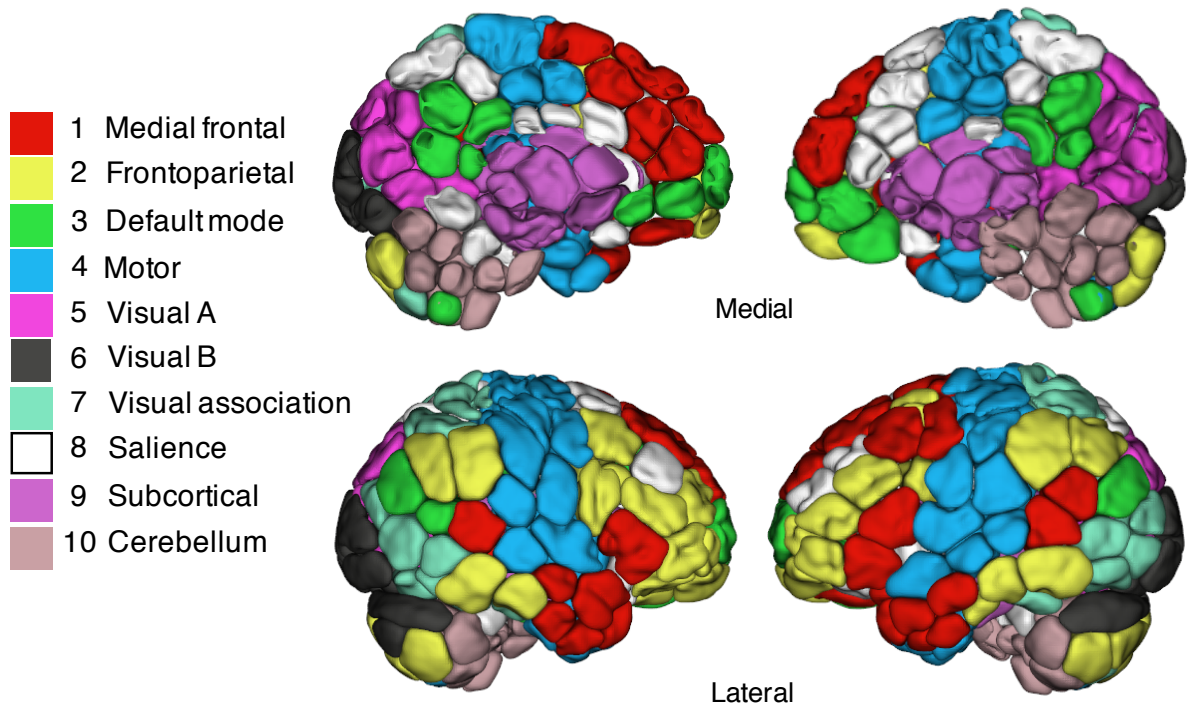 1 Medial frontal
2 Frontoparietal
3 Default mode
4 Motor
5 Visual A
6 Visual B
7 Visual association
8 Salience
9 Subcortical
10 Cerebellum
Medial
Lateral